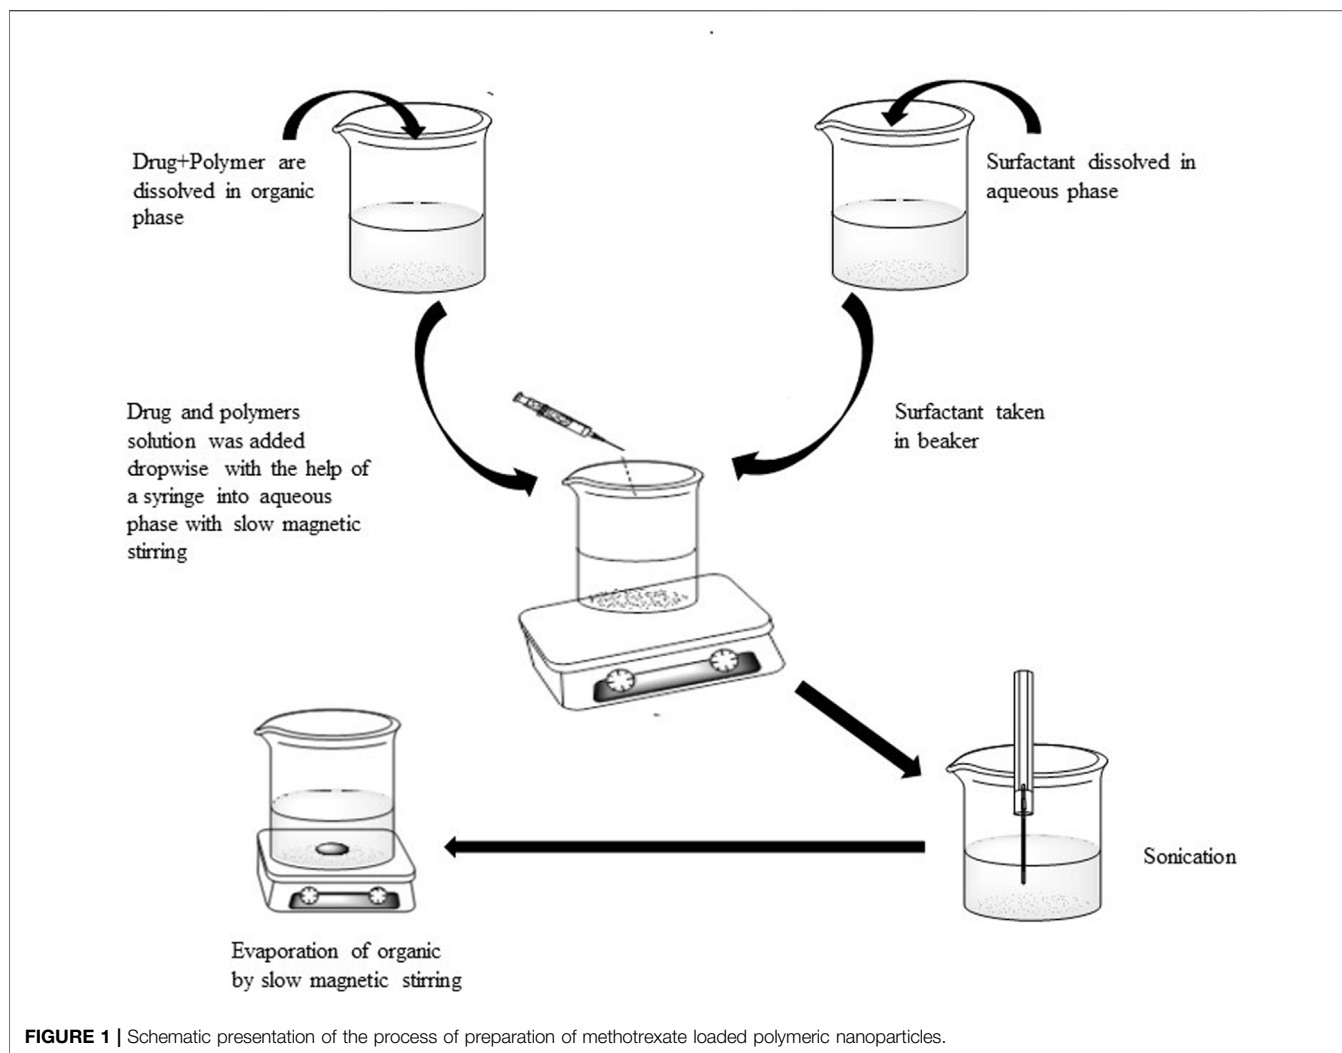 Drug+Polymer are
dissolved in organic
phase
Surfactant dissolved in
aqueous phase
Drug and polymers
solution was added
dropwise with the help of
a syringe into aqueous
phase with slow magnetic
stirring
Surfactant taken
in beaker
Sonication
Evaporation of organic
by slow magnetic stirring
FIGURE 1 | Schematic presentation of the process of preparation of methotrexate loaded polymeric nanoparticles.